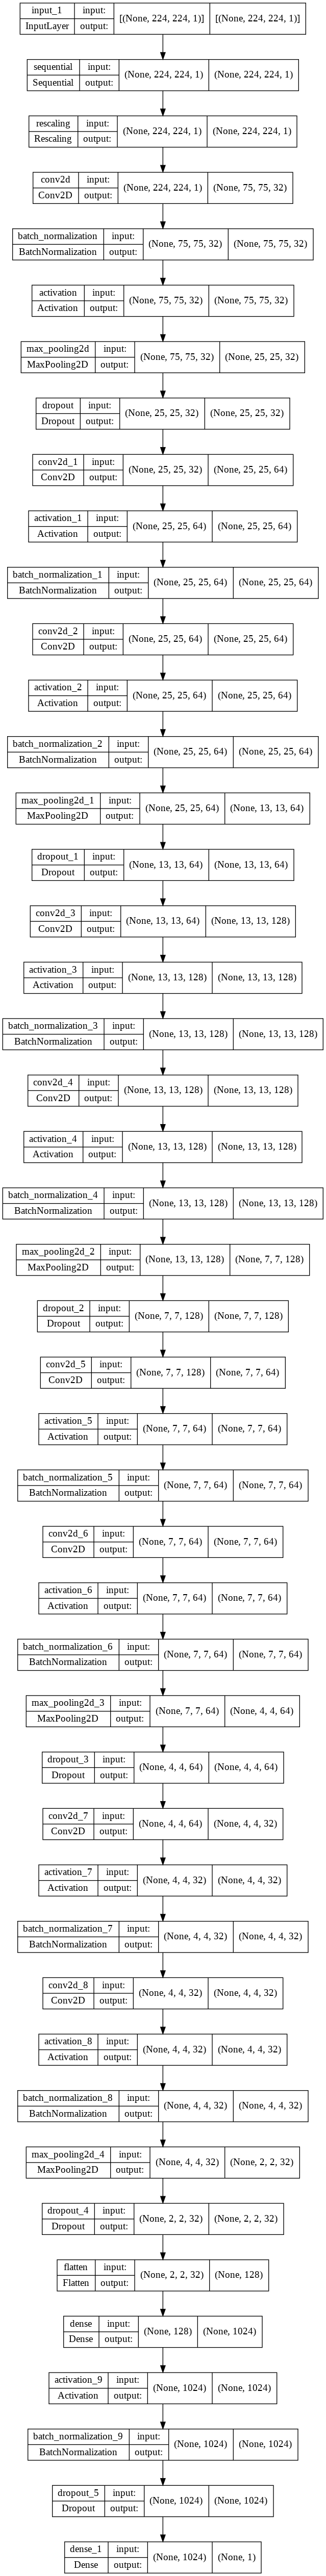 input_1 input: [(None, 224, 224, 1)] [(None, 224, 224, 1)]
InputLayer output:
sequential input: (None, 224, 224, 1) (None, 224, 224, 1)
Sequential output:
rescaling input: (None, 224, 224, 1) (None, 224, 224, 1)
Rescaling output:
conv2d input: (None, 224, 224, 1) (None, 75, 75, 32)
Conv2D output:
batch_normalization input: (None, 75, 75, 32) (None, 75, 75, 32)
BatchNormalization output:
activation input: (None, 75, 75, 32) (None, 75, 75, 32)
Activation output:
max_pooling2d input: (None, 75, 75, 32) (None, 25, 25, 32)
MaxPooling2D output:
dropout input: (None, 25, 25, 32) (None, 25, 25, 32)
Dropout output:
conv2d_1 input: (None, 25, 25, 32) (None, 25, 25, 64)
Conv2D output:
activation_1 input: (None, 25, 25, 64) (None, 25, 25, 64)
Activation output:
batch_normalization_1 input: (None, 25, 25, 64) (None, 25, 25, 64)
BatchNormalization output:
conv2d_2 input: (None, 25, 25, 64) (None, 25, 25, 64)
Conv2D output:
activation_2 input: (None, 25, 25, 64) (None, 25, 25, 64)
Activation output:
batch_normalization_2 input: (None, 25, 25, 64) (None, 25, 25, 64)
BatchNormalization output:
max_pooling2d_1 input: (None, 25, 25, 64) (None, 13, 13, 64)
MaxPooling2D output:
dropout_1 input: (None, 13, 13, 64) (None, 13, 13, 64)
Dropout output:
conv2d_3 input: (None, 13, 13, 64) (None, 13, 13, 128)
Conv2D output:
activation_3 input: (None, 13, 13, 128) (None, 13, 13, 128)
Activation output:
batch_normalization_3 input: (None, 13, 13, 128) (None, 13, 13, 128)
BatchNormalization output:
conv2d_4 input: (None, 13, 13, 128) (None, 13, 13, 128)
Conv2D output:
activation_4 input: (None, 13, 13, 128) (None, 13, 13, 128)
Activation output:
batch_normalization_4 input: (None, 13, 13, 128) (None, 13, 13, 128)
BatchNormalization output:
max_pooling2d_2 input: (None, 13, 13, 128) (None, 7, 7, 128)
MaxPooling2D output:
dropout_2 input: (None, 7, 7, 128) (None, 7, 7, 128)
Dropout output:
conv2d_5 input: (None, 7, 7, 128) (None, 7, 7, 64)
Conv2D output:
activation_5 input: (None, 7, 7, 64) (None, 7, 7, 64)
Activation output:
batch_normalization_5 input: (None, 7, 7, 64) (None, 7, 7, 64)
BatchNormalization output:
conv2d_6 input: (None, 7, 7, 64) (None, 7, 7, 64)
Conv2D output:
activation_6 input: (None, 7, 7, 64) (None, 7, 7, 64)
Activation output:
batch_normalization_6 input: (None, 7, 7, 64) (None, 7, 7, 64)
BatchNormalization output:
max_pooling2d_3 input: (None, 7, 7, 64) (None, 4, 4, 64)
MaxPooling2D output:
dropout_3 input: (None, 4, 4, 64) (None, 4, 4, 64)
Dropout output:
conv2d_7 input: (None, 4, 4, 64) (None, 4, 4, 32)
Conv2D output:
activation_7 input: (None, 4, 4, 32) (None, 4, 4, 32)
Activation output:
batch_normalization_7 input: (None, 4, 4, 32) (None, 4, 4, 32)
BatchNormalization output:
conv2d_8 input: (None, 4, 4, 32) (None, 4, 4, 32)
Conv2D output:
activation_8 input: (None, 4, 4, 32) (None, 4, 4, 32)
Activation output:
batch_normalization_8 input: (None, 4, 4, 32) (None, 4, 4, 32)
BatchNormalization output:
max_pooling2d_4 input: (None, 4, 4, 32) (None, 2, 2, 32)
MaxPooling2D output:
dropout_4 input: (None, 2, 2, 32) (None, 2, 2, 32)
Dropout output:
flatten input: (None, 2, 2, 32) (None, 128)
Flatten output:
dense input: (None, 128) (None, 1024)
Dense output:
activation_9 input: (None, 1024) (None, 1024)
Activation output:
batch_normalization_9 input: (None, 1024) (None, 1024)
BatchNormalization output:
dropout_5 input: (None, 1024) (None, 1024)
Dropout output:
dense_1 input: (None, 1024) (None, 1)
Dense output: